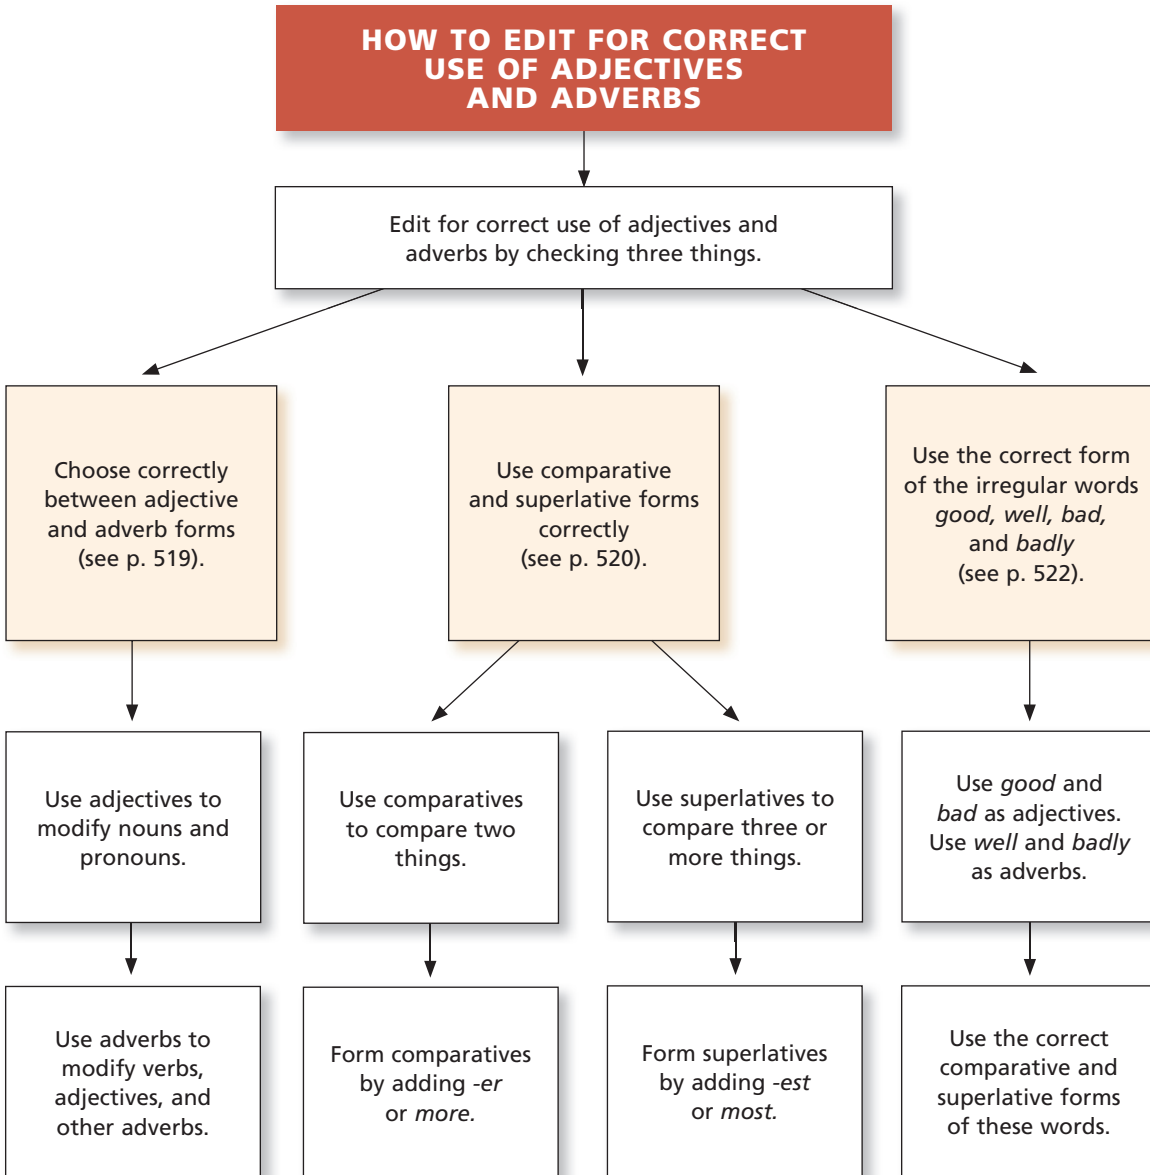 HOW TO EDIT FOR CORRECT
USE OF ADJECTIVES
AND ADVERBS
Edit for correct use of adjectives and
adverbs by checking three things.
Choose correctly
between adjective
and adverb forms
(see p. 519).
Use comparative
and superlative forms
correctly
(see p. 520).
Use the correct form
of the irregular words
good, well, bad,
and badly
(see p. 522).
Use adjectives to
modify nouns and
pronouns.
Use comparatives
to compare two
things.
Use superlatives to
compare three or
more things.
Use good and
bad as adjectives.
Use well and badly
as adverbs.
Use adverbs to
modify verbs,
adjectives, and
other adverbs.
Form comparatives
by adding -er
or more.
Form superlatives
by adding -est
or most.
Use the correct
comparative and
superlative forms
of these words.